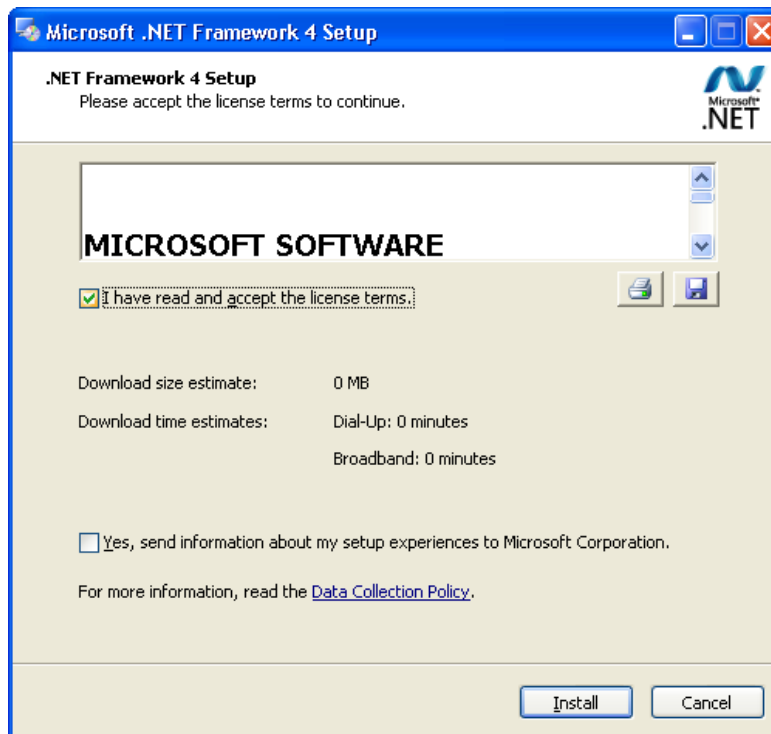 Microsoft .NET Framework 4 Setup
.NET Framework 4 Setup
Please accept the license terms to continue.
Microsoft®
.NET
MICROSOFT SOFTWARE
I have read and accept the license terms.
Download size estimate: 0 MB
Download time estimates: Dial-Up: 0 minutes
Broadband: 0 minutes
Yes, send information about my setup experiences to Microsoft Corporation.
For more information, read the Data Collection Policy.
Install Cancel